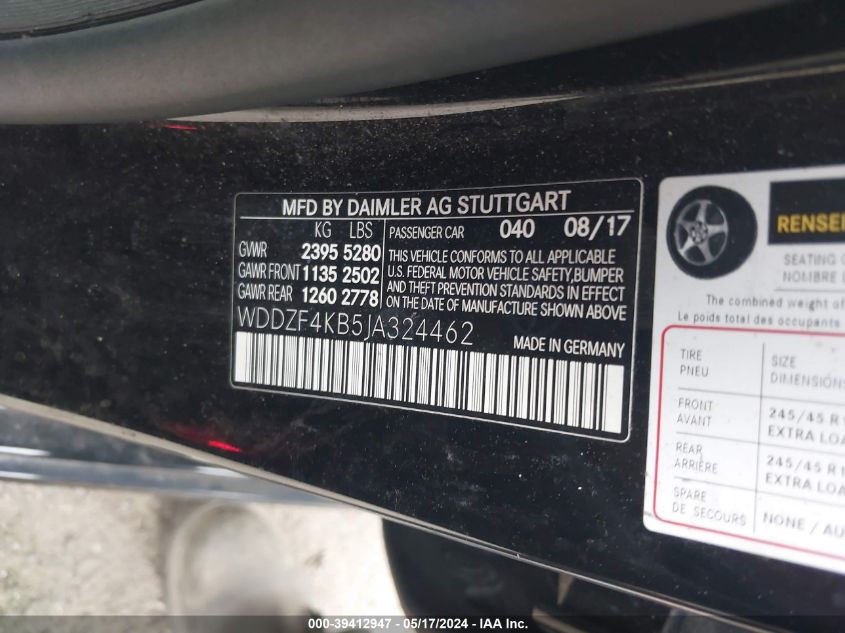 MFD BY DAIMLER AG STUTTGART
KG LBS
GVWR 2395 5280
GAWR FRONT 1135 2502
GAWR REAR 1260 2778
PASSENGER CAR 040 08/17
THIS VEHICLE CONFORMS TO ALL APPLICABLE
U.S. FEDERAL MOTOR VEHICLE SAFETY,BUMPER
AND THEFT PREVENTION STANDARDS IN EFFECT
ON THE DATE OF MANUFACTURE SHOWN ABOVE
WDDZF4KB5JA324462
MADE IN GERMANY
SEATING
NOMBRE
The combined weight of
Le poids total des occupants
TIRE
PNEU
SIZE
DIMENSIONS
FRONT
AVANT
245/45 R
EXTRA
REAR
ARRIÈRE
245/45 R
EXTRA
SPARE
DE SECOURS
NONE /
000-39412947 - 05/17/2024 - IAA Inc.